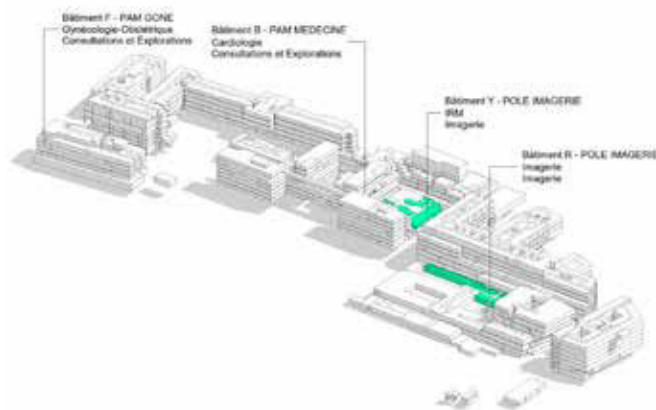 Bâtiment F - PAM GONE
Gynécologie-Obstétrique
Consultations et Explorations
Bâtiment B - PAM MEDECINE
Cardiologie
Consultations et Explorations
Bâtiment Y - POLE IMAGERIE
IRM
Imagerie
Bâtiment R - POLE IMAGERIE
Imagerie
Imagerie